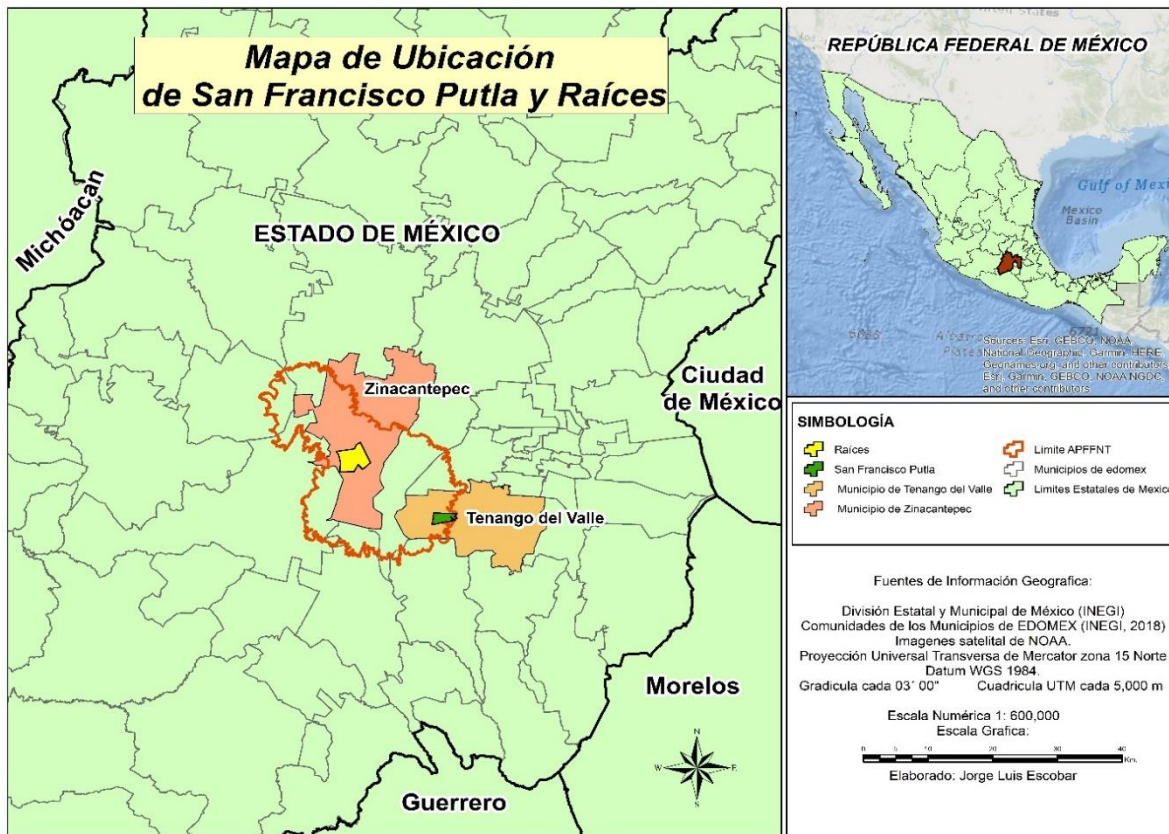 Mapa de Ubicación
de San Francisco Putla y Raíces
Michóacan
ESTADO DE MÉXICO
Zinacantepec
Ciudad
de México
Tenango del Valle
Morelos
Guerrero
N
W
E
S
REPÚBLICA FEDERAL DE MÉXICO
Gulf of Mexi
Mexico
Basin
6721
Sources: Esri, GEBCO, NOAA,
National Geographic, Garmin, HERE,
Geonames.org, and other contributors
Esri, Garmin, GEBCO, NOAA NGDC,
and other contributors
SIMBOLOGÍA
Raíces
San Francisco Putla
Municipio de Tenango del Valle
Municipio de Zinacantepec
Limite APFFNT
Municipios de edomex
Limites Estatales de Mexico
Fuentes de Información Geografica:
División Estatal y Municipal de México (INEGI)
Comunidades de los Municipios de EDOMEX (INEGI, 2018)
Imagenes satelital de NOAA.
Proyección Universal Transversa de Mercator zona 15 Norte
Datum WGS 1984.
Gradicula cada 03´ 00" Cuadricula UTM cada 5,000 m
Escala Numérica 1: 600,000
Escala Grafica:
0 5 10 20 30 40
Km.
Elaborado: Jorge Luis Escobar